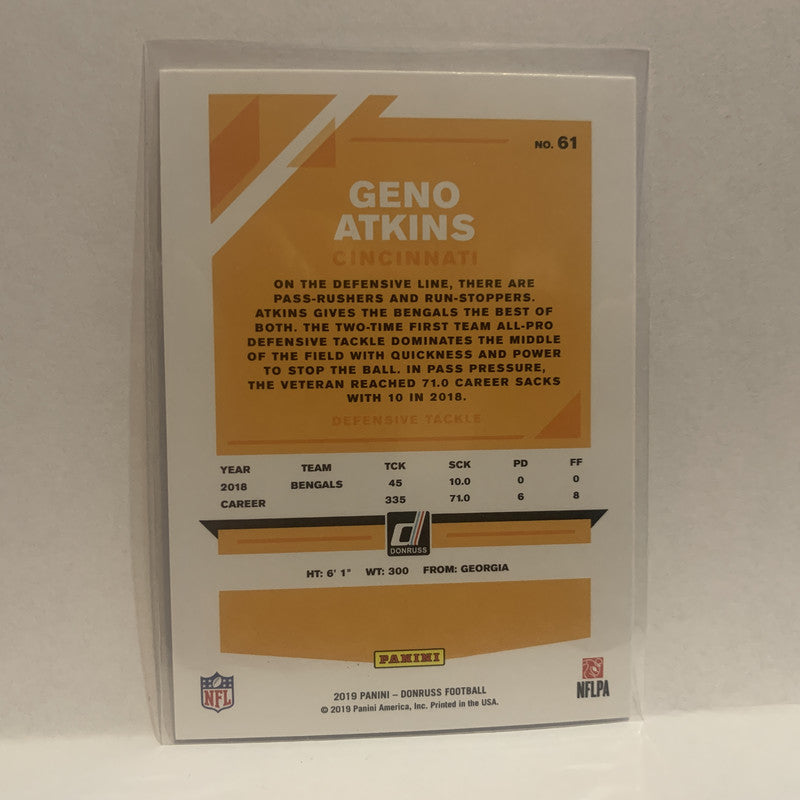 NO. 61
GENO
ATKINS
CINCINNATI
ON THE DEFENSIVE LINE, THERE ARE
PASS-RUSHERS AND RUN-STOPPERS.
ATKINS GIVES THE BENGALS THE BEST OF
BOTH. THE TWO-TIME FIRST TEAM ALL-PRO
DEFENSIVE TACKLE DOMINATES THE MIDDLE
OF THE FIELD WITH QUICKNESS AND POWER
TO STOP THE BALL. IN PASS PRESSURE,
THE VETERAN REACHED 71.0 CAREER SACKS
WITH 10 IN 2018.
DEFENSIVE TACKLE
YEAR TEAM TCK SCK PD FF
2018 BENGALS 45 10.0 0 0
CAREER 335 71.0 6 8
d
DONRUSS
HT: 6' 1" WT: 300 FROM: GEORGIA
PANINI
NFL
NFLPA
2019 PANINI – DONRUSS FOOTBALL
© 2019 Panini America, Inc. Printed in the USA.